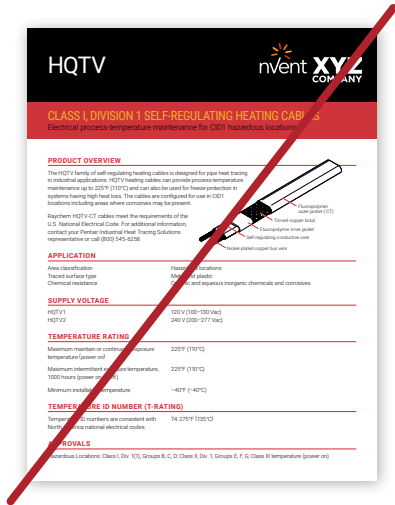 HQTV
nVent
XYZ
COMPANY
CLASS I, DIVISION 1 SELF-REGULATING HEATING CABLES
Electrical process-temperature maintenance for CID1 hazardous locations
PRODUCT OVERVIEW
The HQTV family of self-regulating heating cables is designed for pipe heat tracing
in industrial applications. HQTV heating cables can provide process-temperature
maintenance up to 225°F (110°C) and can also be used for freeze protection in
systems having high heat loss. The cables are configured for use in CID1
locations including areas where corrosives may be present.
Raychem HQTV-CT cables meet the requirements of the
U.S. National Electrical Code. For additional information,
contact your Pentair Industrial Heat Tracing Solutions
representative or call (800) 545-6258.
Fluoropolymer
outer jacket (-CT)
Tinned-copper braid
Fluoropolymer inner jacket
Self-regulating conductive core
Nickel-plated copper bus wire
APPLICATION
Area classification Hazardous locations
Traced surface type Metal and plastic
Chemical resistance Organic and aqueous inorganic chemicals and corrosives
SUPPLY VOLTAGE
HQTV1 120 V (100–130 Vac)
HQTV2 240 V (200–277 Vac)
TEMPERATURE RATING
Maximum maintain or continuous exposure 225°F (110°C)
temperature (power on)
Maximum intermittent exposure temperature, 225°F (110°C)
1000 hours (power on/off)
Minimum installation temperature –40°F (–40°C)
TEMPERATURE ID NUMBER (T-RATING)
Temperature ID numbers are consistent with T4: 275°F (135°C)
North America national electrical codes.
APPROVALS
Hazardous Locations: Class I, Div. 1(1), Groups B, C, D; Class II, Div. 1, Groups E, F, G; Class III temperature (power on)